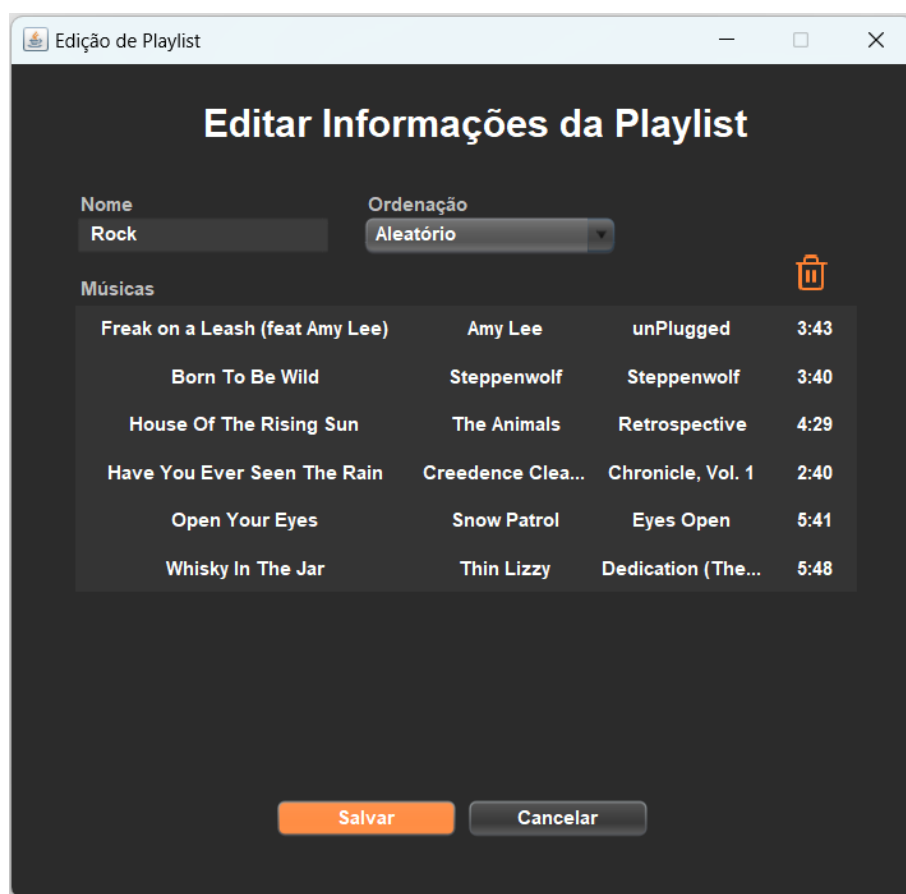 Edição de Playlist
Editar Informações da Playlist
Nome Ordenação
Rock Aleatório
Músicas
Freak on a Leash (feat Amy Lee) Amy Lee unPlugged 3:43
Born To Be Wild Steppenwolf Steppenwolf 3:40
House Of The Rising Sun The Animals Retrospective 4:29
Have You Ever Seen The Rain Creedence Clea... Chronicle, Vol. 1 2:40
Open Your Eyes Snow Patrol Eyes Open 5:41
Whisky In The Jar Thin Lizzy Dedication (The... 5:48
Salvar Cancelar